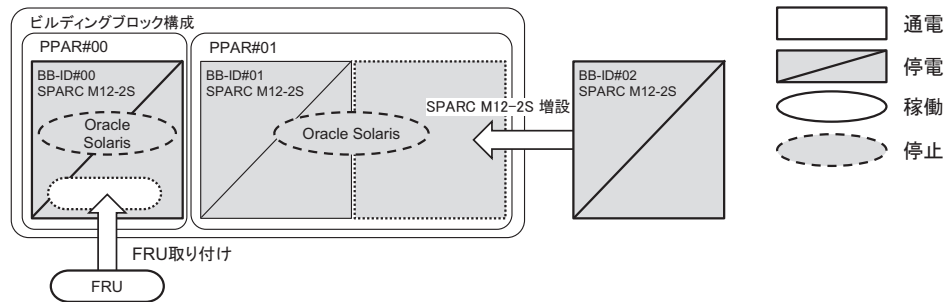 ビルディングブロック構成
PPAR#00
BB-ID#00
SPARC M12-2S
Oracle
Solaris
FRU取り付け
FRU
PPAR#01
BB-ID#01
SPARC M12-2S
Oracle Solaris
SPARC M12-2S 増設
BB-ID#02
SPARC M12-2S
通電
停電
稼働
停止